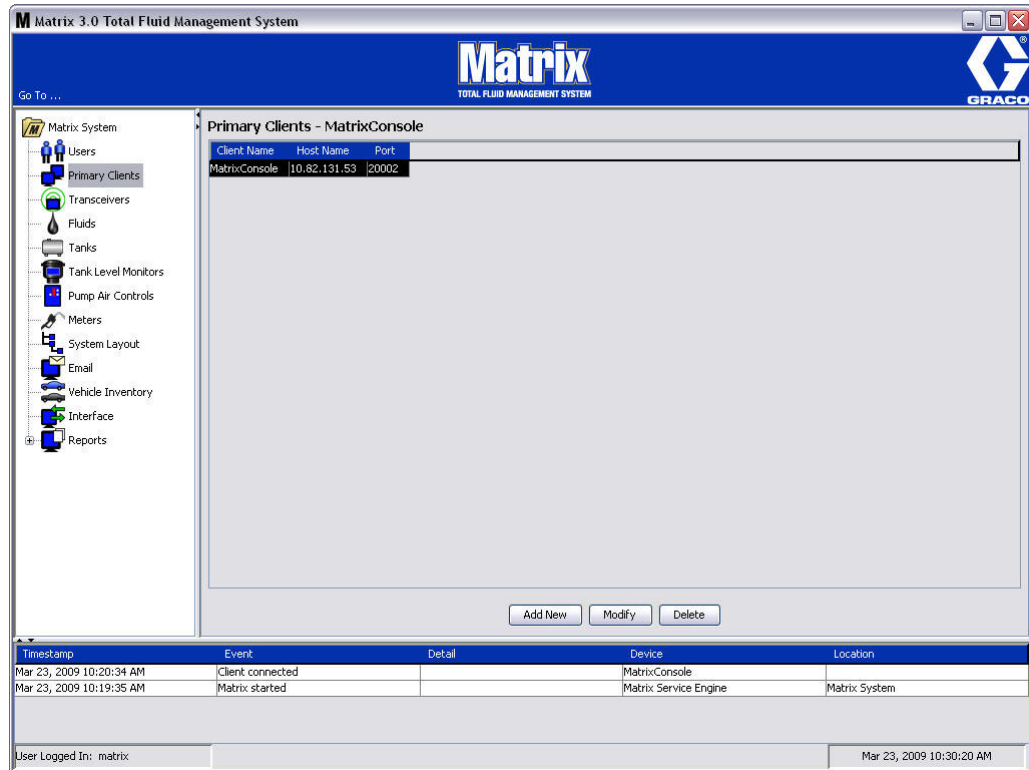 M Matrix 3.0 Total Fluid Management System
Matrix
TOTAL FLUID MANAGEMENT SYSTEM
Go To ...
GRACO
®
Matrix System
Users
Primary Clients
Transceivers
Fluids
Tanks
Tank Level Monitors
Pump Air Controls
Meters
System Layout
Email
Vehicle Inventory
Interface
Reports
Primary Clients - MatrixConsole
Client Name Host Name Port
MatrixConsole 10.82.131.53 20002
Add New Modify Delete
Timestamp Event Detail Device Location
Mar 23, 2009 10:20:34 AM Client connected MatrixConsole
Mar 23, 2009 10:19:35 AM Matrix started Matrix Service Engine Matrix System
User Logged In: matrix Mar 23, 2009 10:30:20 AM